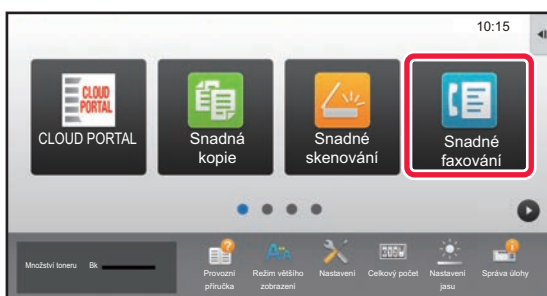 10:15
CLOUD
PORTAL
CLOUD PORTAL
Snadná
kopie
Snadné
skenování
Snadné
faxování
Množství toneru Bk
Provozní
příručka
Režim většího
zobrazení
Nastavení
Celkový počet
Nastavení
jasu
Správa úlohy